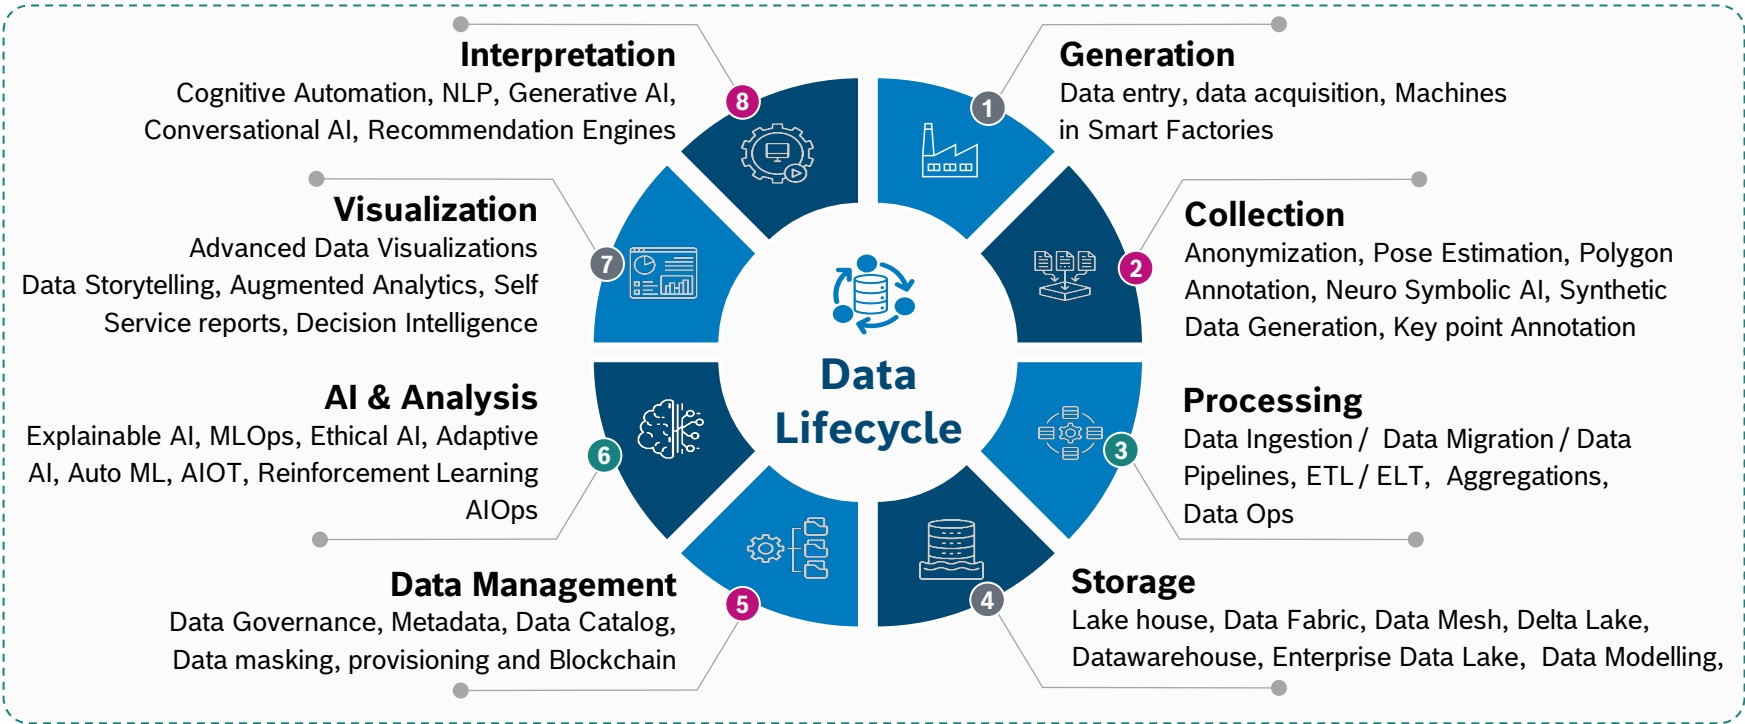 Data
Lifecycle
1
Generation
Data entry, data acquisition, Machines
in Smart Factories
2
Collection
Anonymization, Pose Estimation, Polygon
Annotation, Neuro Symbolic AI, Synthetic
Data Generation, Key point Annotation
3
Processing
Data Ingestion / Data Migration / Data
Pipelines, ETL / ELT, Aggregations,
Data Ops
4
Storage
Lake house, Data Fabric, Data Mesh, Delta Lake,
Datawarehouse, Enterprise Data Lake, Data Modelling,
5
Data Management
Data Governance, Metadata, Data Catalog,
Data masking, provisioning and Blockchain
6
AI & Analysis
Explainable AI, MLOps, Ethical AI, Adaptive
AI, Auto ML, AIOT, Reinforcement Learning
AIOps
7
Visualization
Advanced Data Visualizations
Data Storytelling, Augmented Analytics, Self
Service reports, Decision Intelligence
8
Interpretation
Cognitive Automation, NLP, Generative AI,
Conversational AI, Recommendation Engines